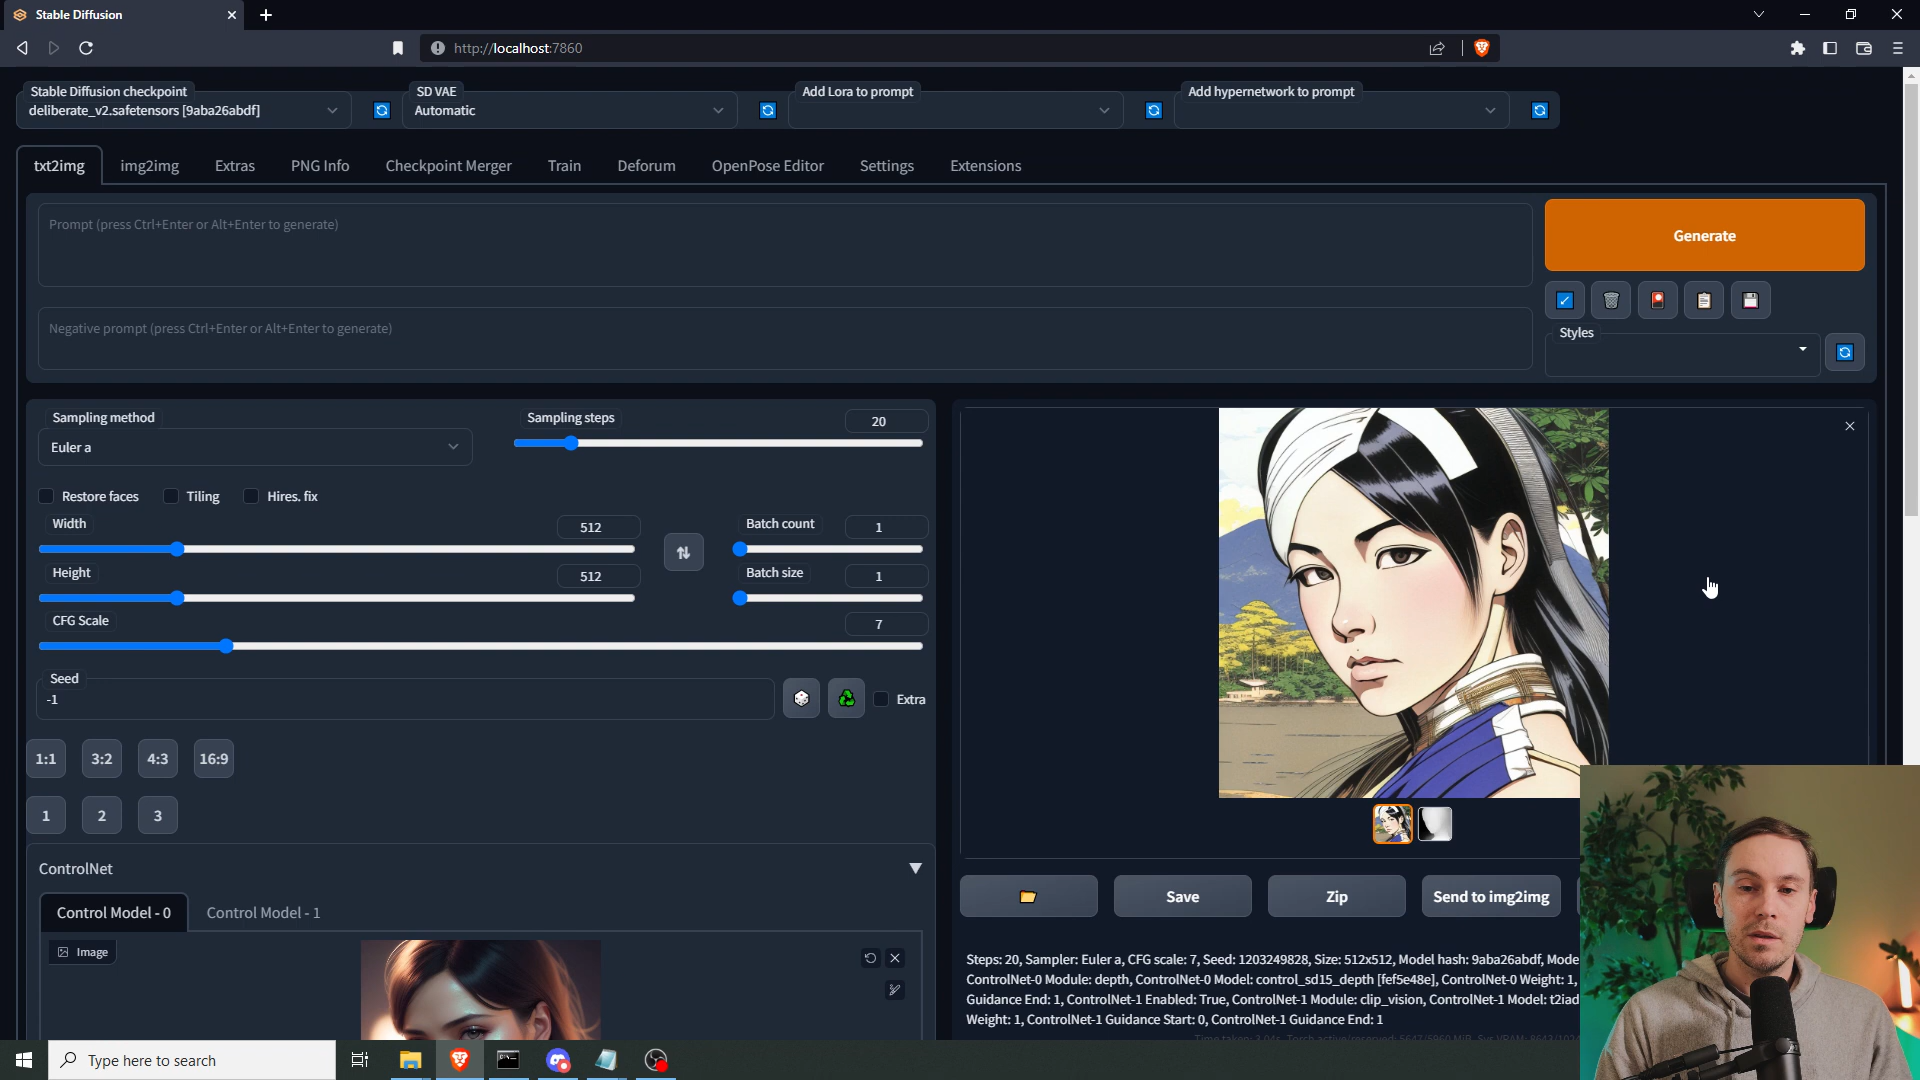 Stable Diffusion
http://localhost:7860
Stable Diffusion checkpoint
deliberate_v2.safetensors [9aba26abdf]
SD VAE
Automatic
Add Lora to prompt
Add hypernetwork to prompt
txt2img
img2img
Extras
PNG Info
Checkpoint Merger
Train
Deforum
OpenPose Editor
Settings
Extensions
Prompt (press Ctrl+Enter or Alt+Enter to generate)
Generate
Negative prompt (press Ctrl+Enter or Alt+Enter to generate)
Styles
Sampling method
Euler a
Sampling steps
20
Restore faces
Tiling
Hires. fix
Width
512
Batch count
1
Height
512
Batch size
1
CFG Scale
7
Seed
-1
Extra
1:1
3:2
4:3
16:9
1
2
3
ControlNet
Control Model - 0
Control Model - 1
Image
Save
Zip
Send to img2img
Steps: 20, Sampler: Euler a, CFG scale: 7, Seed: 1203249828, Size: 512x512, Model hash: 9aba26abdf, Mode
ControlNet-0 Module: depth, ControlNet-0 Model: control_sd15_depth [fef5e48e], ControlNet-0 Weight: 1,
Guidance End: 1, ControlNet-1 Enabled: True, ControlNet-1 Module: clip_vision, ControlNet-1 Model: t2iad
Weight: 1, ControlNet-1 Guidance Start: 0, ControlNet-1 Guidance End: 1
Type here to search